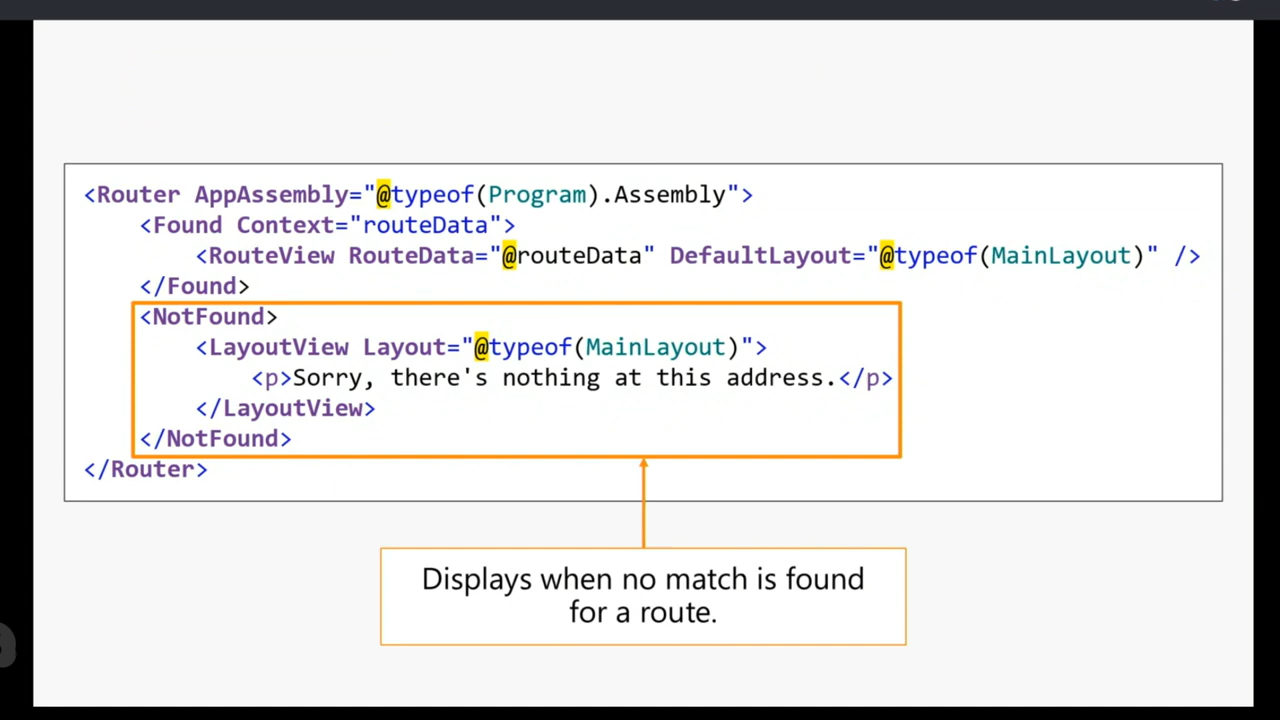 <Router AppAssembly="@typeof(Program).Assembly">
<Found Context="routeData">
<RouteView RouteData="@routeData" DefaultLayout="@typeof(MainLayout)" />
</Found>
<NotFound>
<LayoutView Layout="@typeof(MainLayout)">
<p>Sorry, there's nothing at this address.</p>
</LayoutView>
</NotFound>
</Router>
Displays when no match is found
for a route.